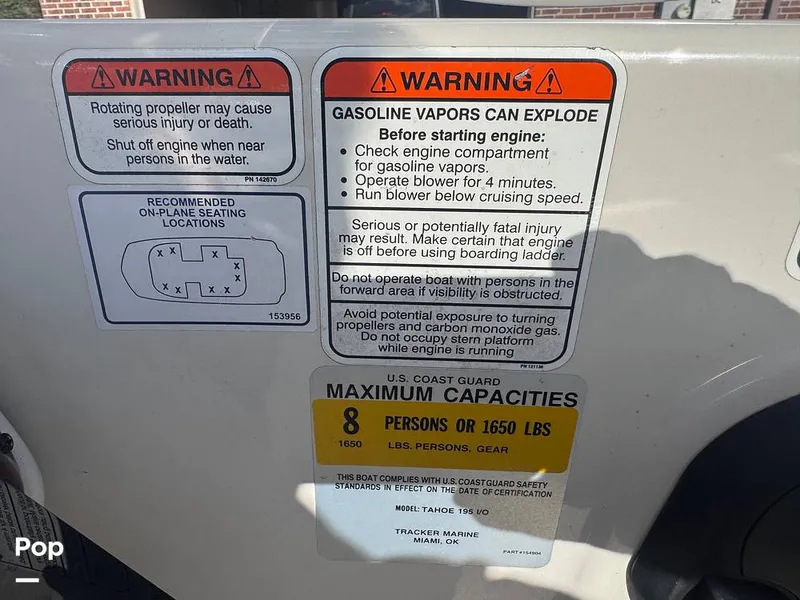 WARNING
Rotating propeller may cause
serious injury or death.
Shut off engine when near
persons in the water.
PN 142670
RECOMMENDED
ON-PLANE SEATING
LOCATIONS
x x x x x x x x x
153956
WARNING
GASOLINE VAPORS CAN EXPLODE
Before starting engine:
• Check engine compartment
for gasoline vapors.
• Operate blower for 4 minutes.
• Run blower below cruising speed.
Serious or potentially fatal injury
may result. Make certain that engine
is off before using boarding ladder.
Do not operate boat with persons in the
forward area if visibility is obstructed.
Avoid potential exposure to turning
propellers and carbon monoxide gas.
Do not occupy stern platform
while engine is running
U.S. COAST GUARD
MAXIMUM CAPACITIES
8 PERSONS OR 1650 LBS
1650 LBS. PERSONS, GEAR
THIS BOAT COMPLIES WITH U.S. COAST GUARD SAFETY
STANDARDS IN EFFECT ON THE DATE OF CERTIFICATION
MODEL: TAHOE 195 I/O
TRACKER MARINE
MIAMI, OK
PART #154904
Pop